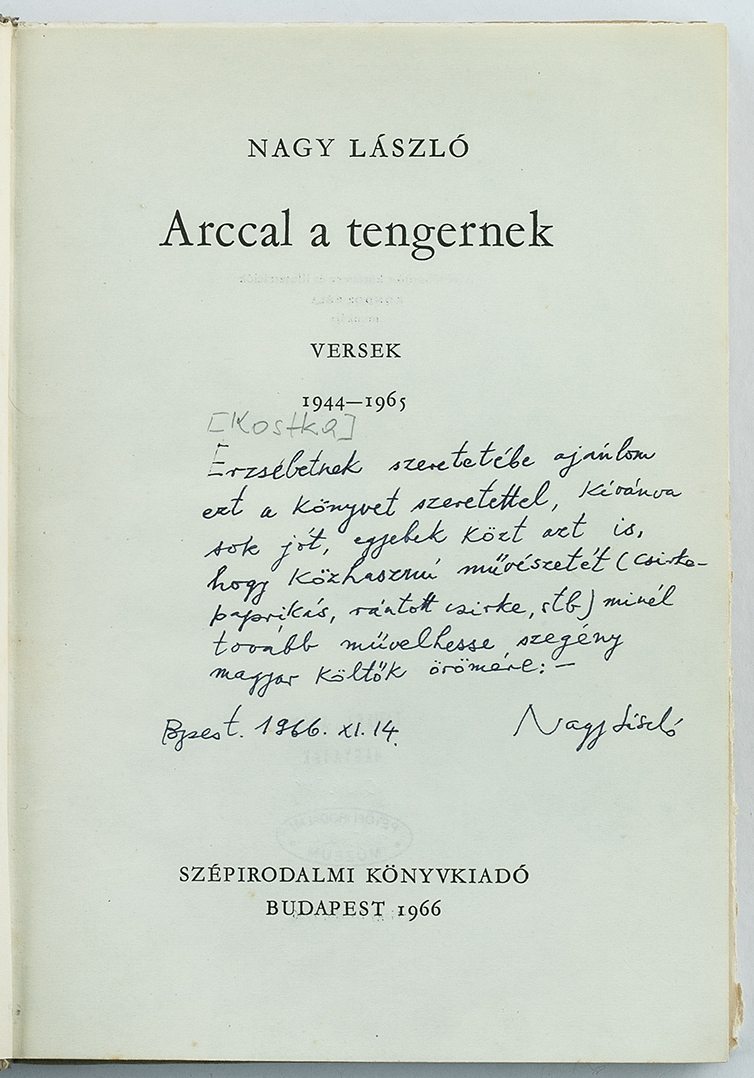 NAGY LÁSZLÓ
Arccal a tengernek
VERSEK
1944—1965
[Kostka]
Erzsébetnek szeretetébe ajánlom
ezt a könyvet szeretettel, kívánva
sok jót, egyebek közt azt is,
hogy közhasznú művészetét (csirke-
paprikás, rántott csirke, stb) minél
tovább művelhesse szegény
magyar költők örömére: —
Bpest. 1966. XI. 14. Nagy László
SZÉPIRODALMI KÖNYVKIADÓ
BUDAPEST 1966